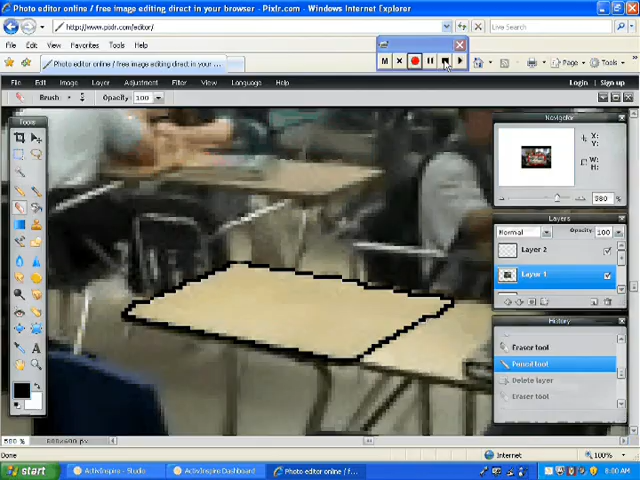 Photo editor online / free image editing direct in your browser - Pixlr.com - Windows Internet Explorer
http://www.pixlr.com/editor/
Live Search
File Edit View Favorites Tools Help
Photo editor online / free image editing direct in your ...
M
Page Tools
File Edit Image Layer Adjustment Filter View Language Help
Login Sign up
Brush Opacity: 100
Tools
Navigator
X:
Y:
W:
H:
380
Layers
Normal Opacity: 100
Layer 2
Layer 1
History
Eraser tool
Pencil tool
Delete layer
Eraser tool
500 % 800x600 px
Done
Internet
100%
start
ActivInspire - Studio
ActivInspire Dashboard
Photo editor online / f...
8:00 AM